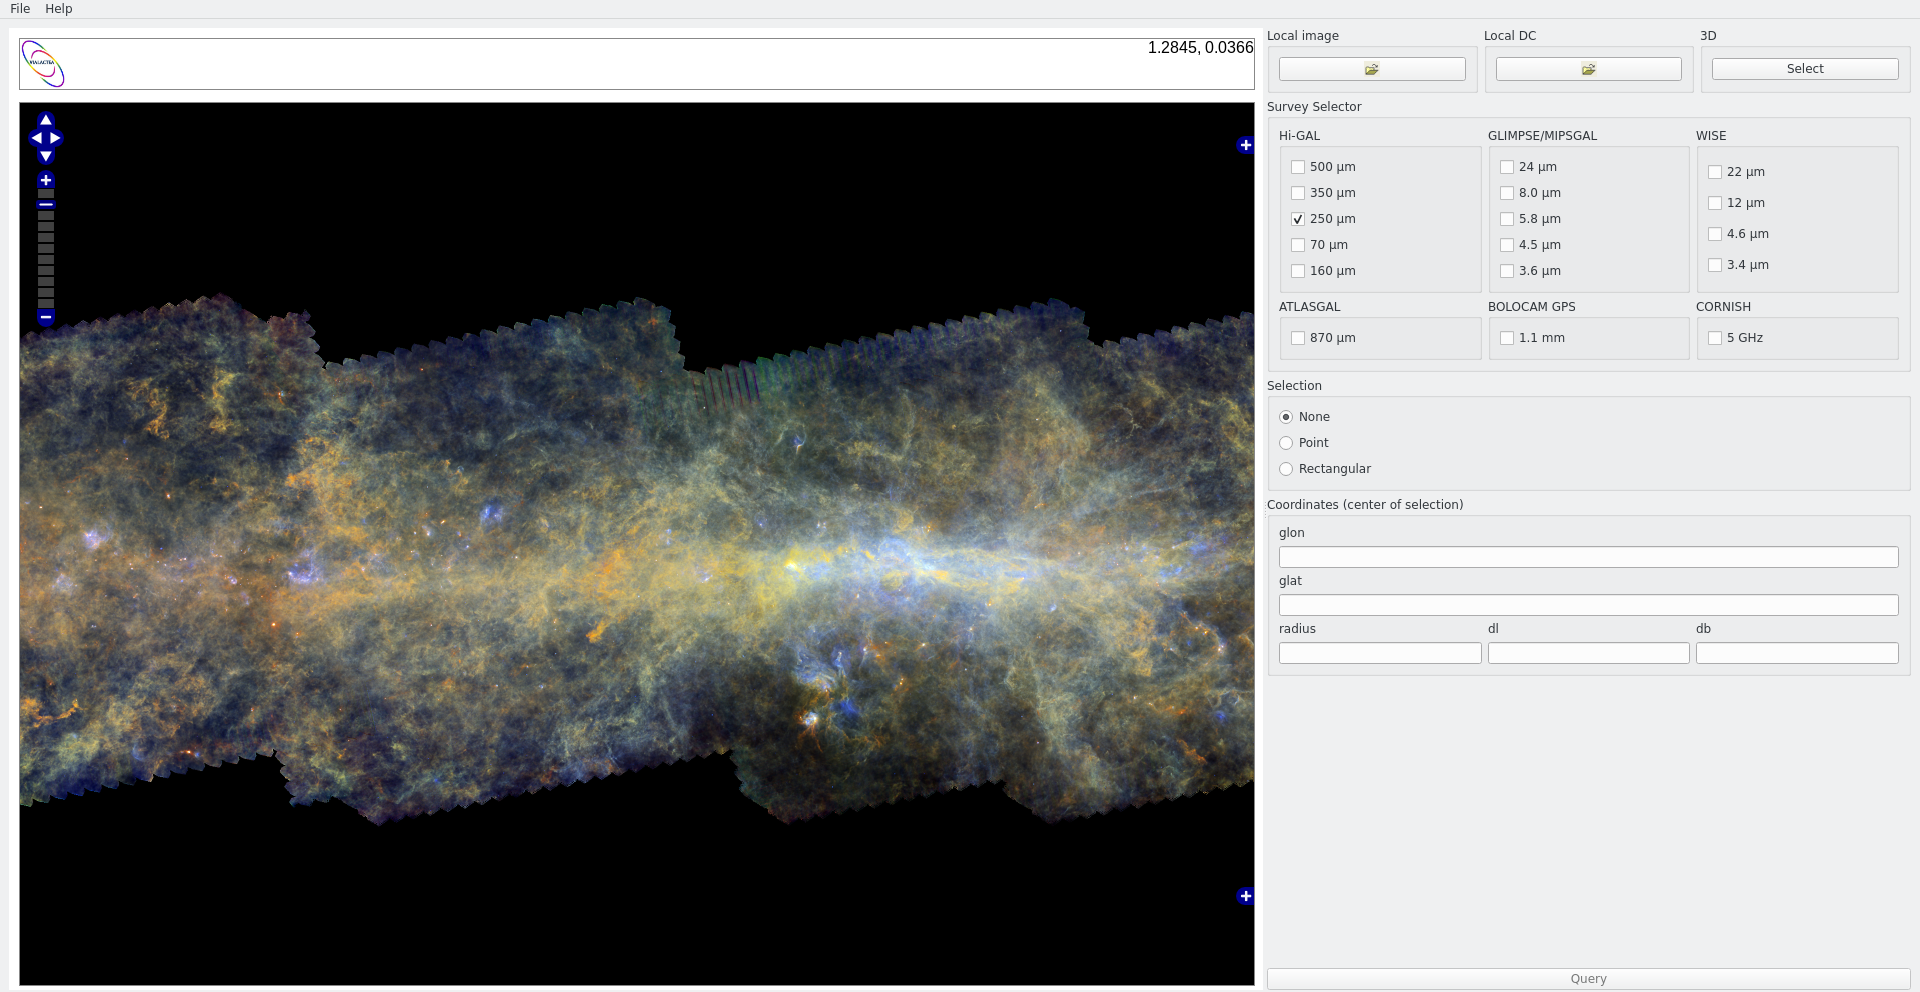 File Help
VIALACTEA
1.2845, 0.0366
Local image Local DC 3D
Select
Survey Selector
Hi-GAL GLIMPSE/MIPSGAL WISE
500 µm 24 µm 22 µm
350 µm 8.0 µm 12 µm
250 µm 5.8 µm 4.6 µm
70 µm 4.5 µm 3.4 µm
160 µm 3.6 µm
ATLASGAL BOLOCAM GPS CORNISH
870 µm 1.1 mm 5 GHz
Selection
None
Point
Rectangular
Coordinates (center of selection)
glon
glat
radius dl db
Query